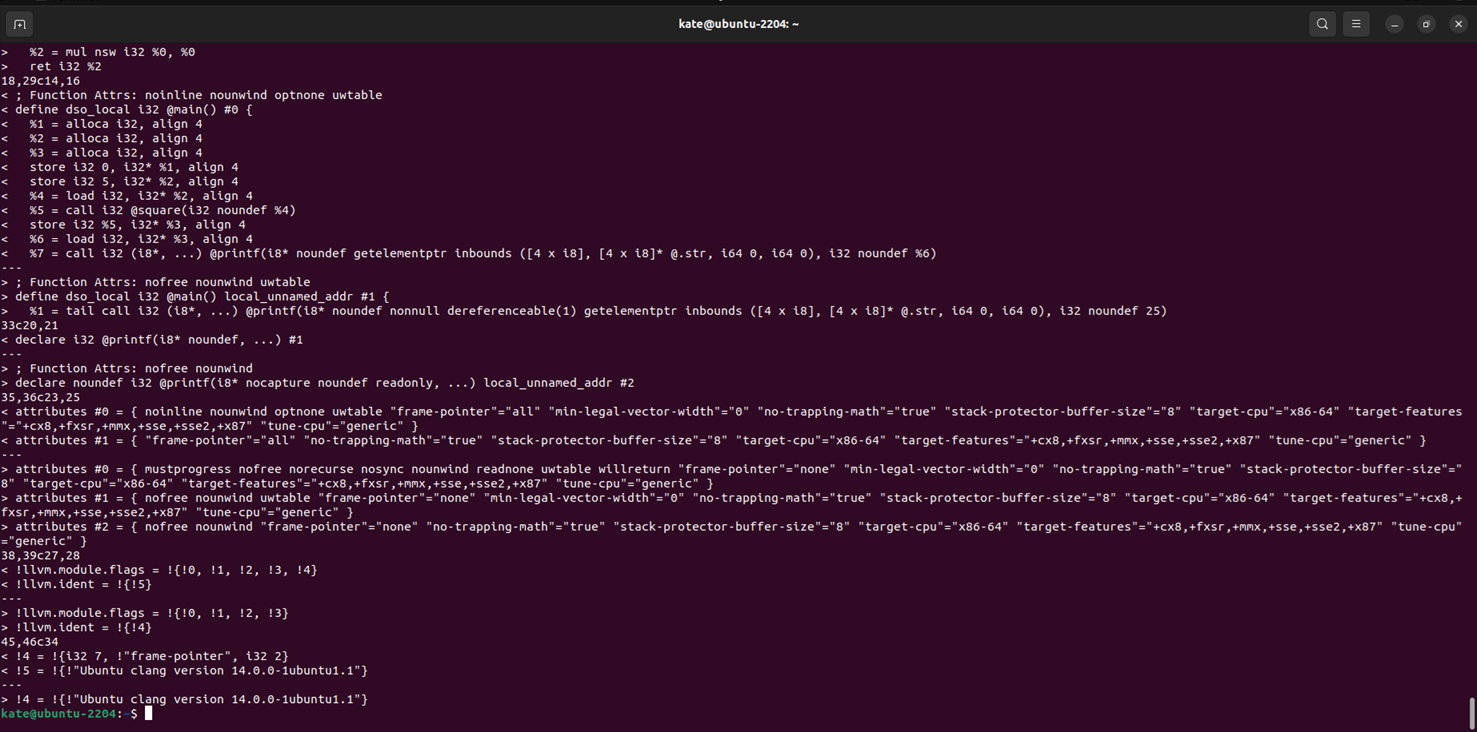 kate@ubuntu-2204: ~
>   %2 = mul nsw i32 %0, %0
>   ret i32 %2
18,29c14,16
< ; Function Attrs: noinline nounwind optnone uwtable
< define dso_local i32 @main() #0 {
<   %1 = alloca i32, align 4
<   %2 = alloca i32, align 4
<   %3 = alloca i32, align 4
<   store i32 0, i32* %1, align 4
<   store i32 5, i32* %2, align 4
<   %4 = load i32, i32* %2, align 4
<   %5 = call i32 @square(i32 noundef %4)
<   store i32 %5, i32* %3, align 4
<   %6 = load i32, i32* %3, align 4
<   %7 = call i32 (i8*, ...) @printf(i8* noundef getelementptr inbounds ([4 x i8], [4 x i8]* @.str, i64 0, i64 0), i32 noundef %6)
---
> ; Function Attrs: nofree nounwind uwtable
> define dso_local i32 @main() local_unnamed_addr #1 {
>   %1 = tail call i32 (i8*, ...) @printf(i8* noundef nonnull dereferenceable(1) getelementptr inbounds ([4 x i8], [4 x i8]* @.str, i64 0, i64 0), i32 noundef 25)
33c20,21
< declare i32 @printf(i8* noundef, ...) #1
---
> ; Function Attrs: nofree nounwind
> declare noundef i32 @printf(i8* nocapture noundef readonly, ...) local_unnamed_addr #2
35,36c23,25
< attributes #0 = { noinline nounwind optnone uwtable "frame-pointer"="all" "min-legal-vector-width"="0" "no-trapping-math"="true" "stack-protector-buffer-size"="8" "target-cpu"="x86-64" "target-features
"="+cx8,+fxsr,+mmx,+sse,+sse2,+x87" "tune-cpu"="generic" }
< attributes #1 = { "frame-pointer"="all" "no-trapping-math"="true" "stack-protector-buffer-size"="8" "target-cpu"="x86-64" "target-features"="+cx8,+fxsr,+mmx,+sse,+sse2,+x87" "tune-cpu"="generic" }
---
> attributes #0 = { mustprogress nofree norecurse nosync nounwind readnone uwtable willreturn "frame-pointer"="none" "min-legal-vector-width"="0" "no-trapping-math"="true" "stack-protector-buffer-size"="
8" "target-cpu"="x86-64" "target-features"="+cx8,+fxsr,+mmx,+sse,+sse2,+x87" "tune-cpu"="generic" }
> attributes #1 = { nofree nounwind uwtable "frame-pointer"="none" "min-legal-vector-width"="0" "no-trapping-math"="true" "stack-protector-buffer-size"="8" "target-cpu"="x86-64" "target-features"="+cx8,+
fxsr,+mmx,+sse,+sse2,+x87" "tune-cpu"="generic" }
> attributes #2 = { nofree nounwind "frame-pointer"="none" "no-trapping-math"="true" "stack-protector-buffer-size"="8" "target-cpu"="x86-64" "target-features"="+cx8,+fxsr,+mmx,+sse,+sse2,+x87" "tune-cpu"
="generic" }
38,39c27,28
< !llvm.module.flags = !{!0, !1, !2, !3, !4}
< !llvm.ident = !{!5}
---
> !llvm.module.flags = !{!0, !1, !2, !3}
> !llvm.ident = !{!4}
45,46c34
< !4 = !{i32 7, !"frame-pointer", i32 2}
< !5 = !{!"Ubuntu clang version 14.0.0-1ubuntu1.1"}
---
> !4 = !{!"Ubuntu clang version 14.0.0-1ubuntu1.1"}
kate@ubuntu-2204:~$